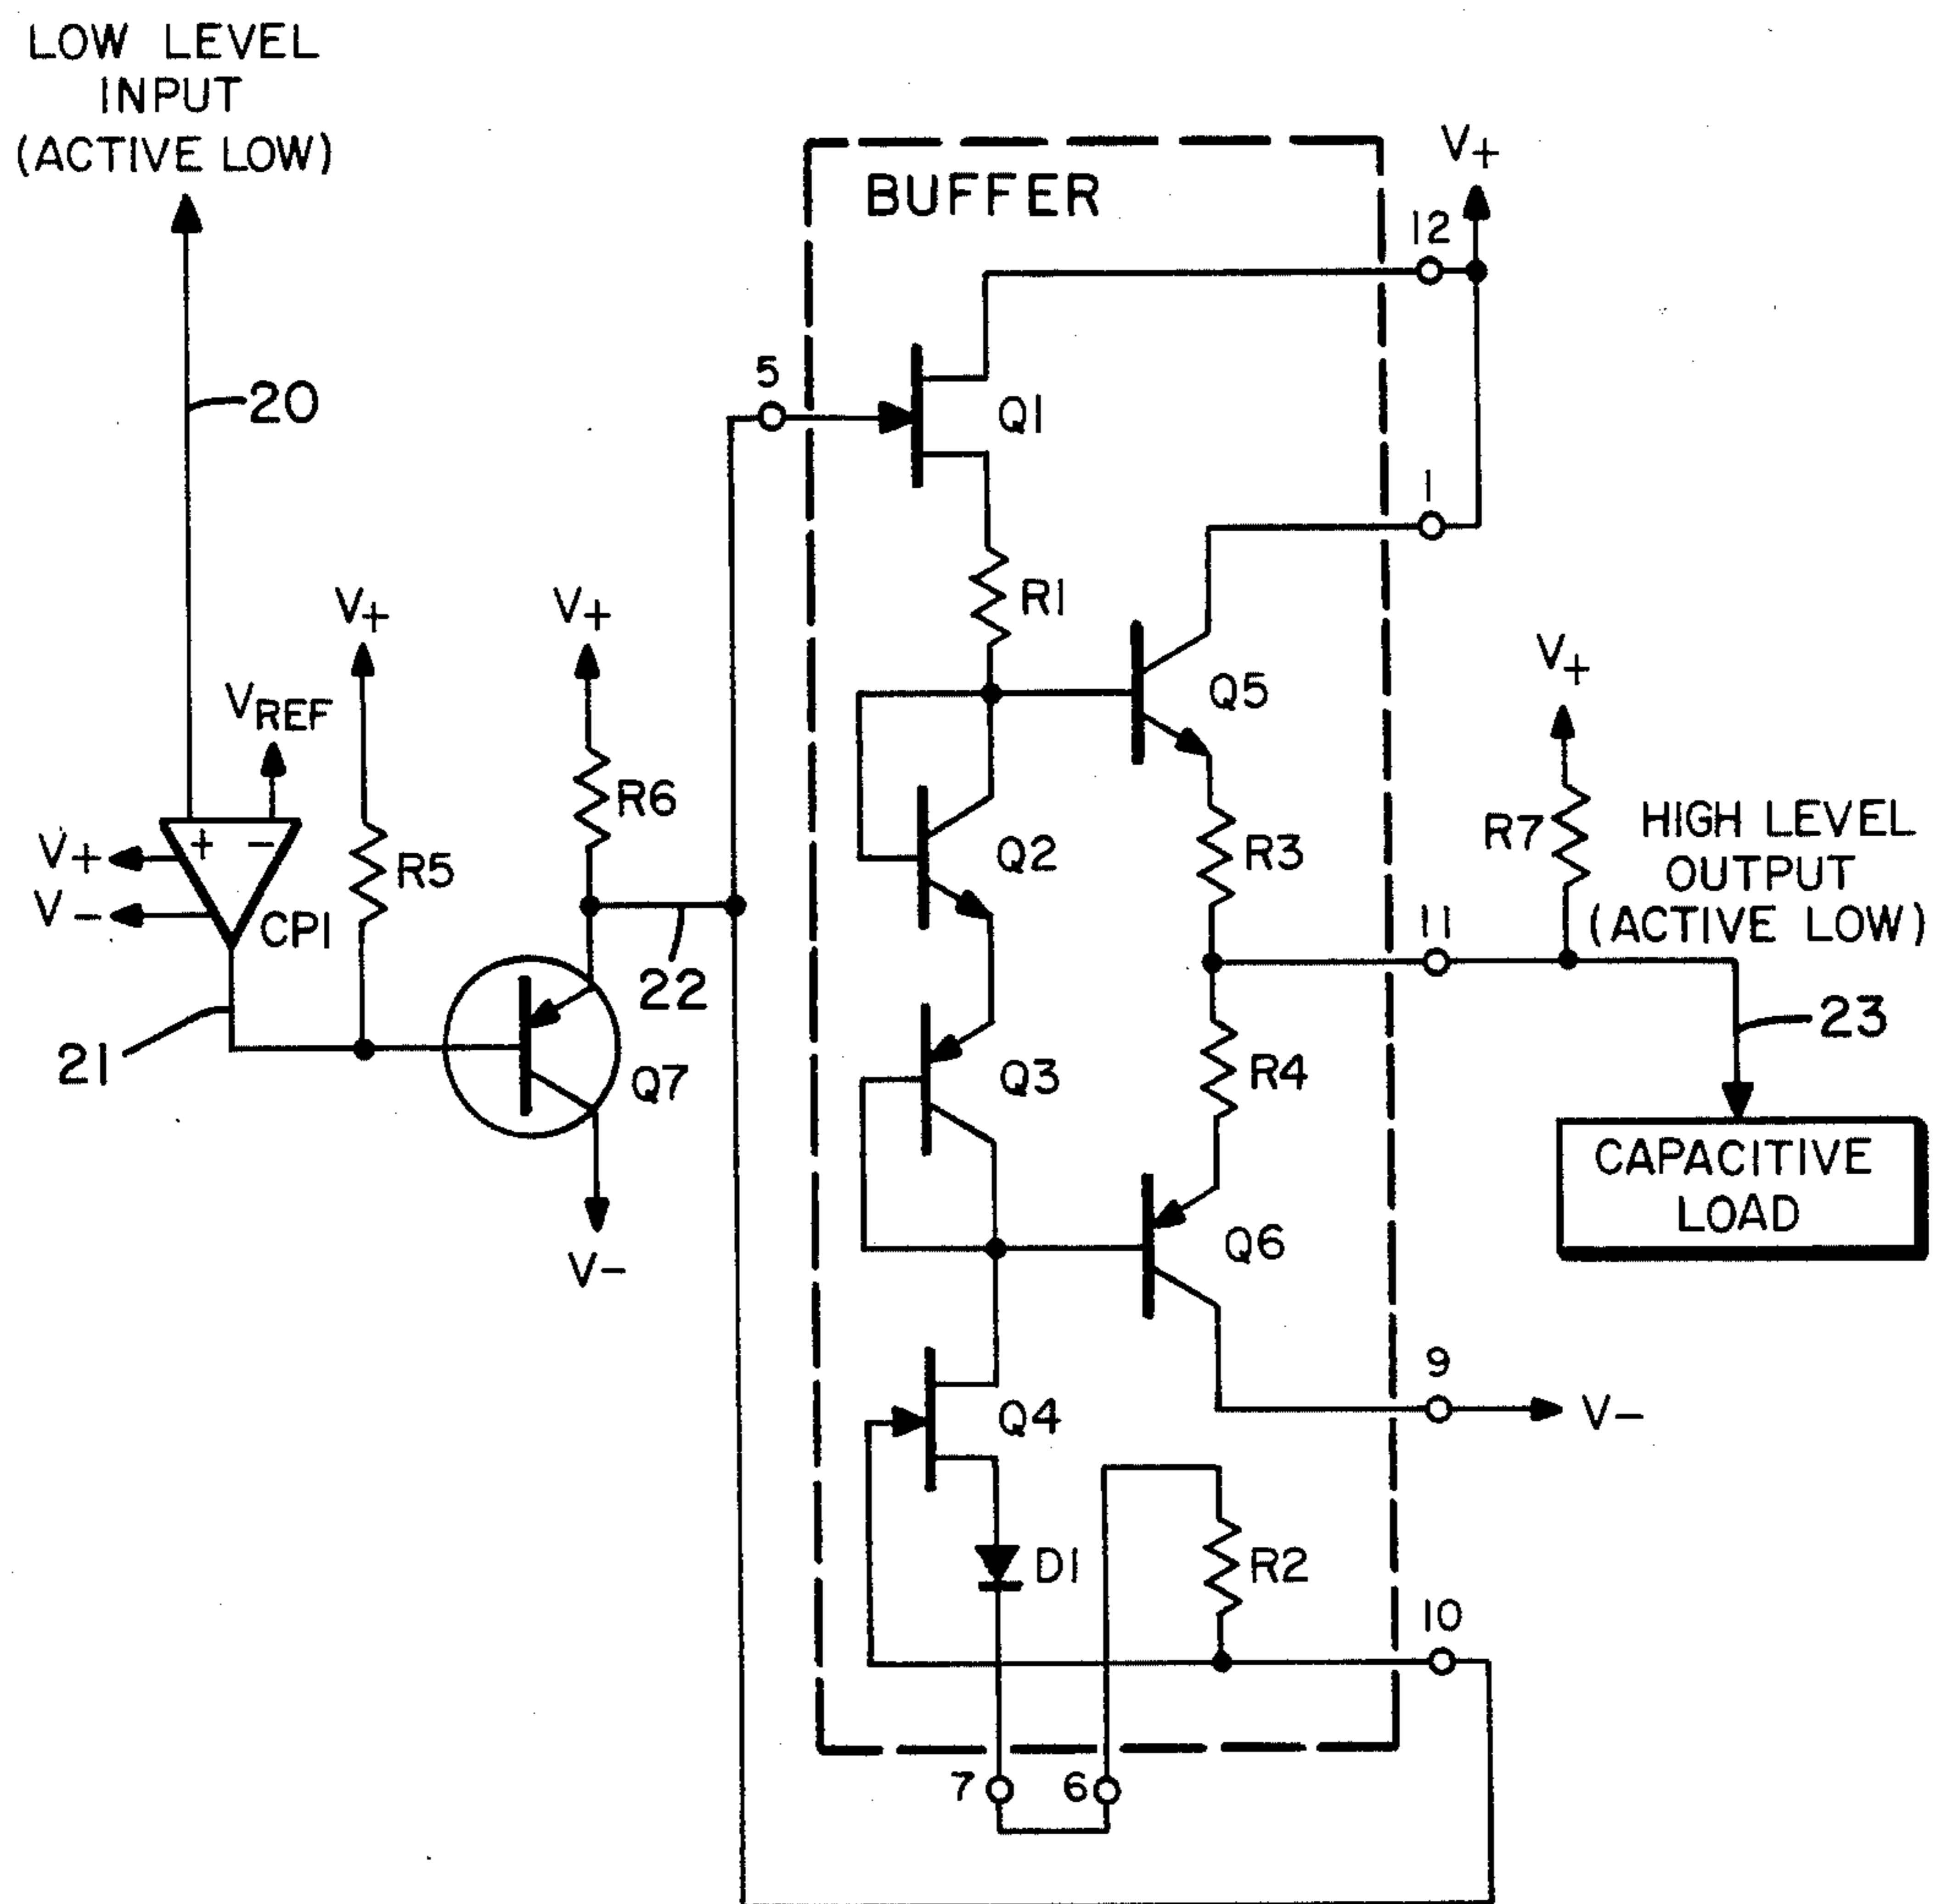 LOW LEVEL
INPUT
(ACTIVE LOW)
BUFFER
V+
12
5
Q1
20
1
R1
V+
V+
VREF
Q5
V+
R6
R3
R7
HIGH LEVEL
OUTPUT
(ACTIVE LOW)
V+
+ -
R5
Q2
V-
CP1
11
22
23
21
Q7
Q3
R4
CAPACITIVE
LOAD
V-
Q6
9
V-
Q4
D1
R2
10
7
6